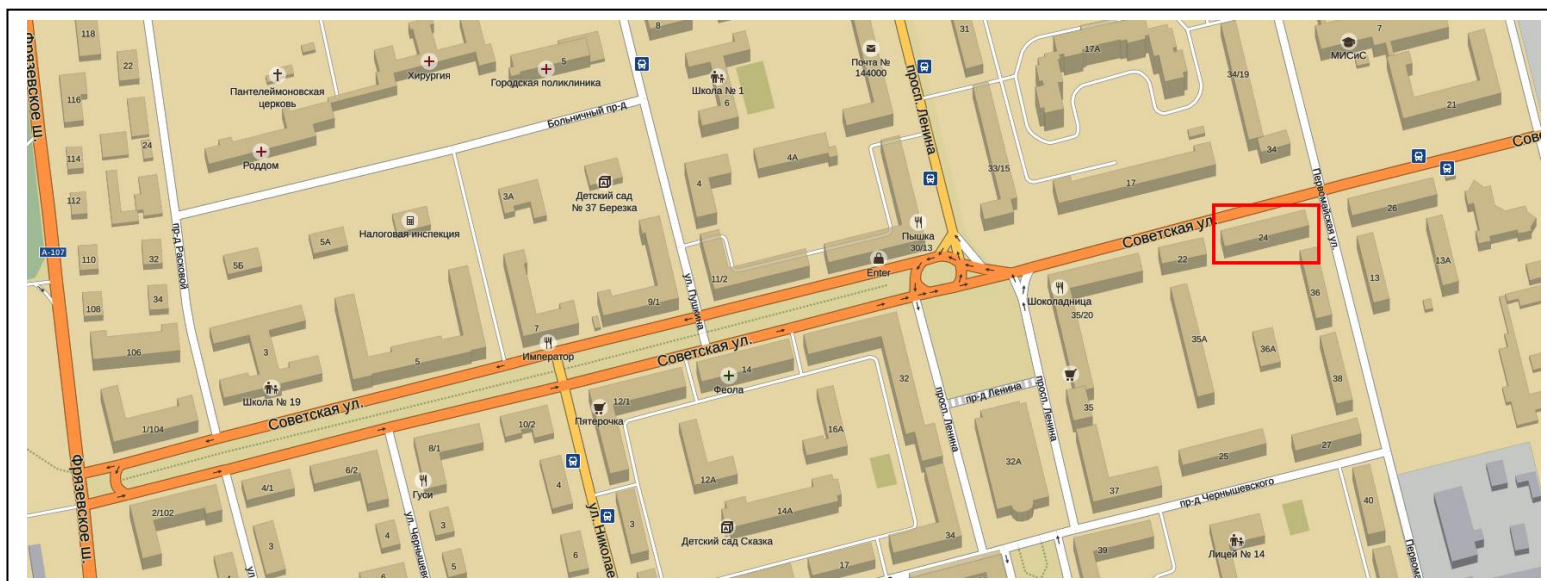 118
22
116
24
114
112
110
32
108
34
106
1/104
2/102
Фрязевское ш.
А-107
Фрязевское ш.
пр-д Расковой
Пантелеймоновская
церковь
Хирургия
Роддом
5
Городская поликлиника
Больничный пр-д
8
Школа № 1
6
4А
4
3А
Детский сад
№ 37 Березка
Налоговая инспекция
5А
5Б
3
Школа № 19
5
7
Император
9/1
11/2
ул. Пушкина
Советская ул.
Советская ул.
Почта №
144000
просп. Ленина
31
17А
34/19
7
МИСиС
21
33/15
17
34
Пышка
30/13
Enter
Советская ул.
Первомайская ул.
26
24
22
36
13
13А
Шоколадница
35/20
35А
36А
38
35
просп. Ленина
просп. Ленина
пр-д Ленина
32
32А
37
25
27
пр-д Чернышевского
40
39
Лицей № 14
14
Феола
12/1
Пятерочка
16А
12А
14А
Детский сад Сказка
34
17
10/2
4
3
6
8/1
Гуси
6/2
4/1
3
4
3
5
6
ул. Чернышевс
ул. Николае